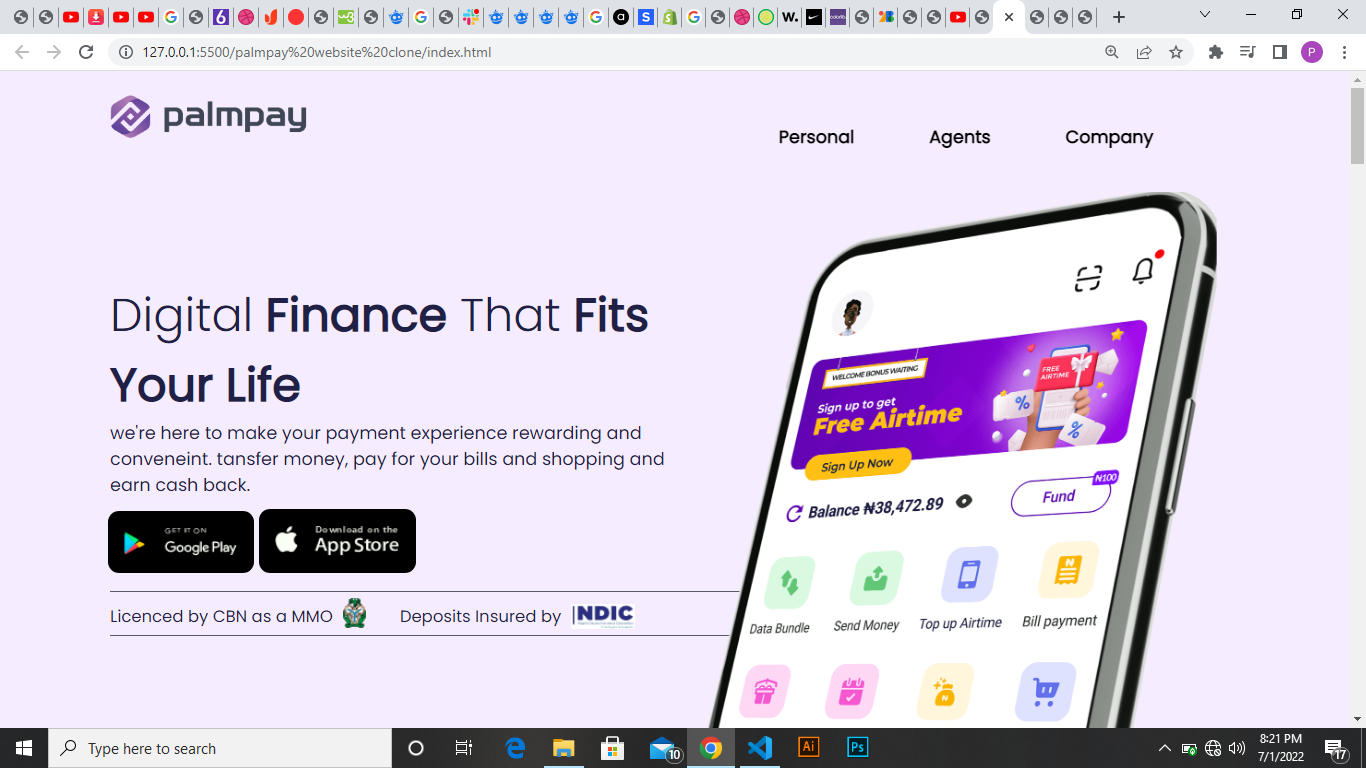 127.0.0.1:5500/palmpay%20website%20clone/index.html
P
palmpay
Personal
Agents
Company
Digital Finance That Fits
Your Life
we're here to make your payment experience rewarding and
conveneint. tansfer money, pay for your bills and shopping and
earn cash back.
GET IT ON
Google Play
Download on the
App Store
Licenced by CBN as a MMO
Deposits Insured by
NDIC
WELCOME BONUS WAITING
Sign up to get
Free Airtime
Sign Up Now
FREE
AIRTIME
%
%
Balance ₦38,472.89
Fund
₦100
Data Bundle
Send Money
Top up Airtime
Bill payment
Type here to search
10
Ai
Ps
8:21 PM
7/1/2022
17